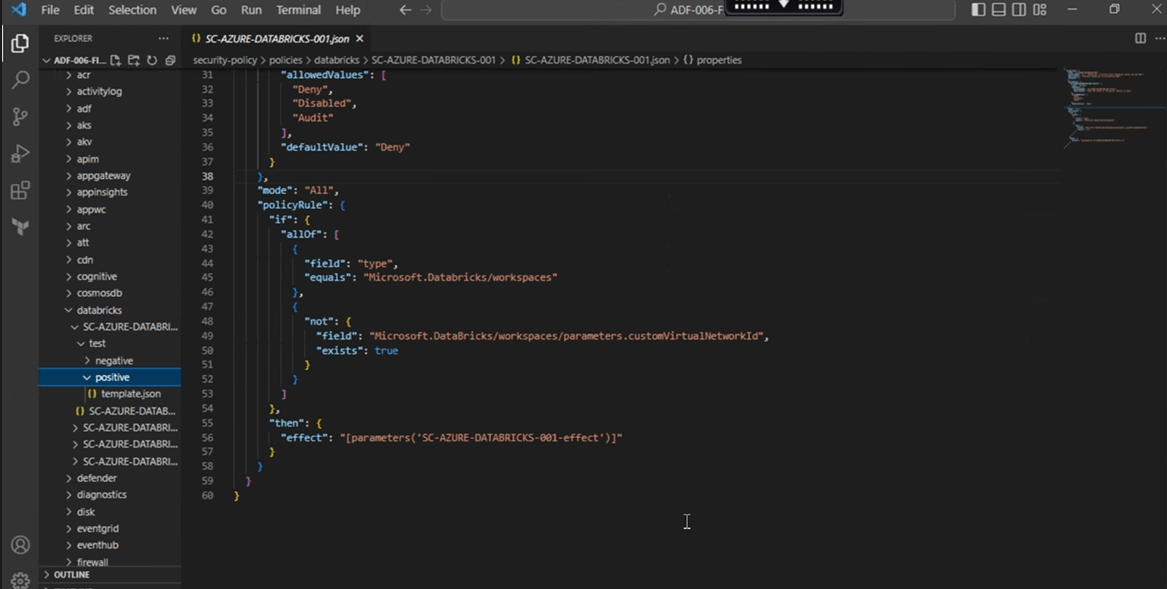 File Edit Selection View Go Run Terminal Help
ADF-006-F
EXPLORER
SC-AZURE-DATABRICKS-001.json
ADF-006-FI...
security-policy > policies > databricks > SC-AZURE-DATABRICKS-001 > {} SC-AZURE-DATABRICKS-001.json > {} properties
acr
activitylog
adf
aks
akv
apim
appgateway
appinsights
appwc
arc
att
cdn
cognitive
cosmosdb
databricks
SC-AZURE-DATABRI...
test
negative
positive
{} template.json
{} SC-AZURE-DATAB...
SC-AZURE-DATABRI...
SC-AZURE-DATABRI...
SC-AZURE-DATABRI...
defender
diagnostics
disk
eventgrid
eventhub
firewall
OUTLINE
31 "allowedValues": [
32 "Deny",
33 "Disabled",
34 "Audit"
35 ],
36 "defaultValue": "Deny"
37 }
38 },
39 "mode": "All",
40 "policyRule": {
41 "if": {
42 "allOf": [
43 {
44 "field": "type",
45 "equals": "Microsoft.Databricks/workspaces"
46 },
47 {
48 "not": {
49 "field": "Microsoft.DataBricks/workspaces/parameters.customVirtualNetworkId",
50 "exists": true
51 }
52 }
53 ]
54 },
55 "then": {
56 "effect": "[parameters('SC-AZURE-DATABRICKS-001-effect')]"
57 }
58 }
59 }
60 }